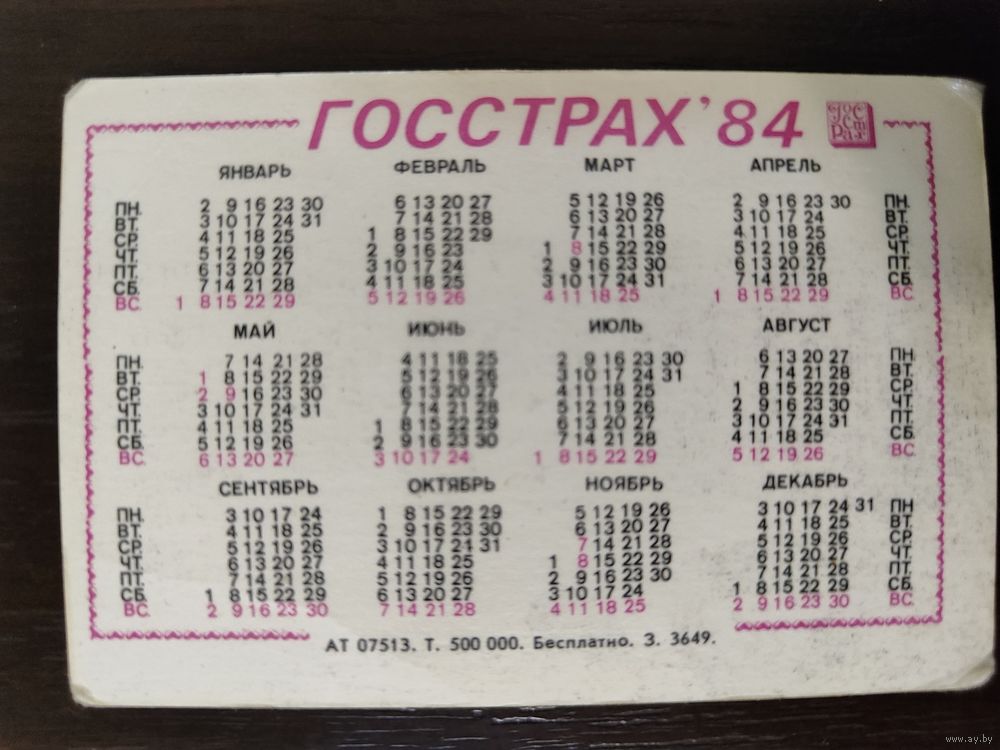 ГОССТРАХ '84 Гос Ст Рах
ЯНВАРЬ ФЕВРАЛЬ МАРТ АПРЕЛЬ
ПН. 2 9 16 23 30 6 13 20 27 5 12 19 26 2 9 16 23 30 ПН.
ВТ. 3 10 17 24 31 7 14 21 28 6 13 20 27 3 10 17 24 ВТ.
СР. 4 11 18 25 1 8 15 22 29 7 14 21 28 4 11 18 25 СР.
ЧТ. 5 12 19 26 2 9 16 23 1 8 15 22 29 5 12 19 26 ЧТ.
ПТ. 6 13 20 27 3 10 17 24 2 9 16 23 30 6 13 20 27 ПТ.
СБ. 7 14 21 28 4 11 18 25 3 10 17 24 31 7 14 21 28 СБ.
ВС. 1 8 15 22 29 5 12 19 26 4 11 18 25 1 8 15 22 29 ВС.
МАЙ ИЮНЬ ИЮЛЬ АВГУСТ
ПН. 7 14 21 28 4 11 18 25 2 9 16 23 30 6 13 20 27 ПН.
ВТ. 1 8 15 22 29 5 12 19 26 3 10 17 24 31 7 14 21 28 ВТ.
СР. 2 9 16 23 30 6 13 20 27 4 11 18 25 1 8 15 22 29 СР.
ЧТ. 3 10 17 24 31 7 14 21 28 5 12 19 26 2 9 16 23 30 ЧТ.
ПТ. 4 11 18 25 1 8 15 22 29 6 13 20 27 3 10 17 24 31 ПТ.
СБ. 5 12 19 26 2 9 16 23 30 7 14 21 28 4 11 18 25 СБ.
ВС. 6 13 20 27 3 10 17 24 1 8 15 22 29 5 12 19 26 ВС.
СЕНТЯБРЬ ОКТЯБРЬ НОЯБРЬ ДЕКАБРЬ
ПН. 3 10 17 24 1 8 15 22 29 5 12 19 26 3 10 17 24 31 ПН.
ВТ. 4 11 18 25 2 9 16 23 30 6 13 20 27 4 11 18 25 ВТ.
СР. 5 12 19 26 3 10 17 24 31 7 14 21 28 5 12 19 26 СР.
ЧТ. 6 13 20 27 4 11 18 25 1 8 15 22 29 6 13 20 27 ЧТ.
ПТ. 7 14 21 28 5 12 19 26 2 9 16 23 30 7 14 21 28 ПТ.
СБ. 1 8 15 22 29 6 13 20 27 3 10 17 24 1 8 15 22 29 СБ.
ВС. 2 9 16 23 30 7 14 21 28 4 11 18 25 2 9 16 23 30 ВС.
АТ 07513. Т. 500 000. Бесплатно. З. 3649.
www.ay.by